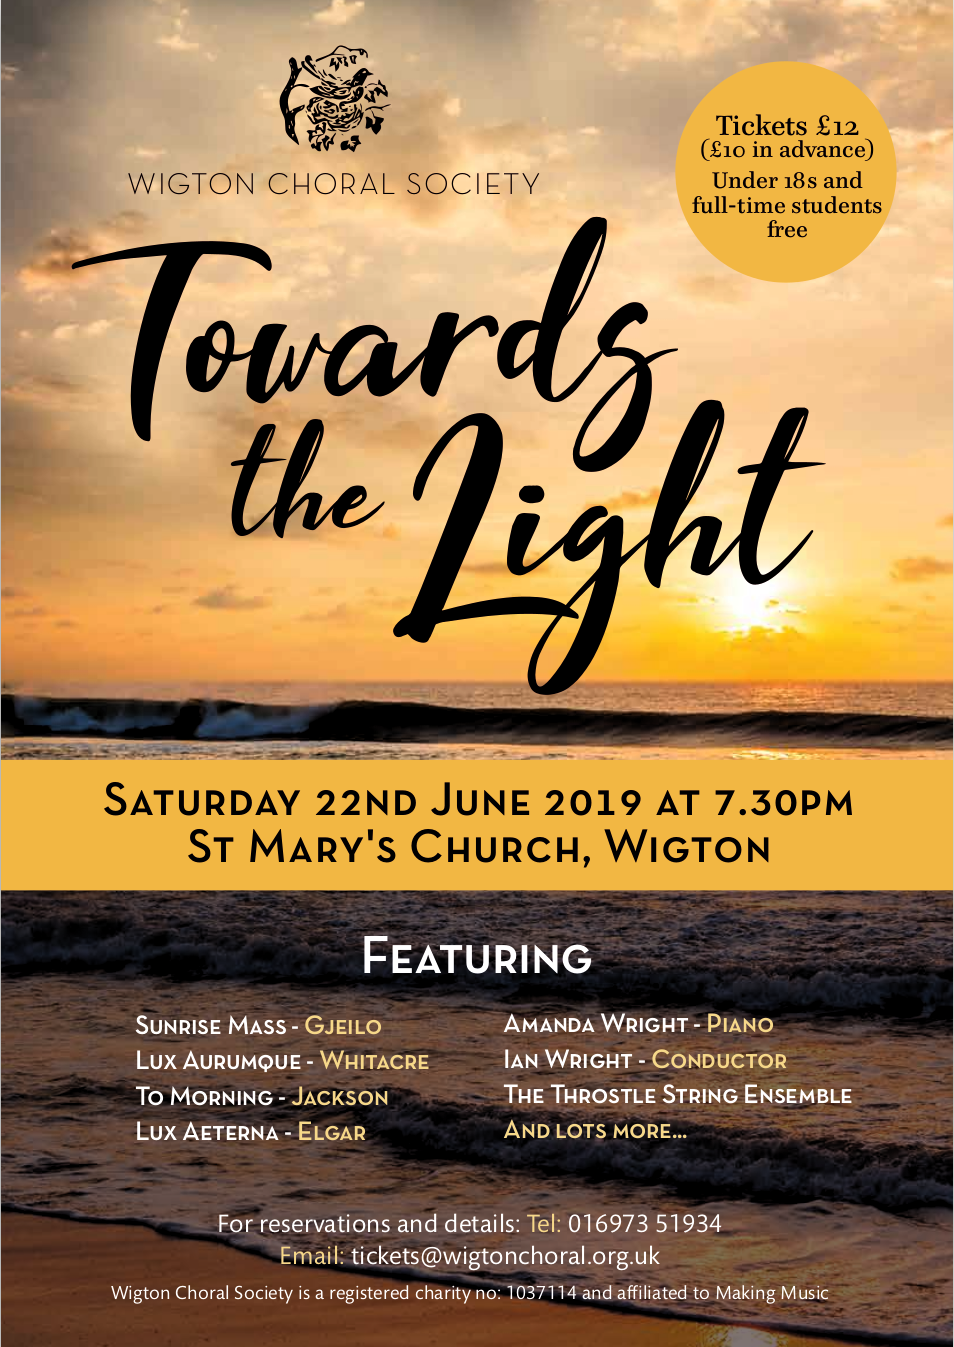 WIGTON CHORAL SOCIETY
Tickets £12
(£10 in advance)
Under 18s and
full-time students
free
Towards
the Light
Saturday 22nd June 2019 at 7.30pm
St Mary's Church, Wigton
Featuring
Sunrise Mass - Gjeilo
Lux Aurumque - Whitacre
To Morning - Jackson
Lux Aeterna - Elgar
Amanda Wright - Piano
Ian Wright - Conductor
The Throstle String Ensemble
And lots more...
For reservations and details: Tel: 016973 51934
Email: tickets@wigtonchoral.org.uk
Wigton Choral Society is a registered charity no: 1037114 and affiliated to Making Music